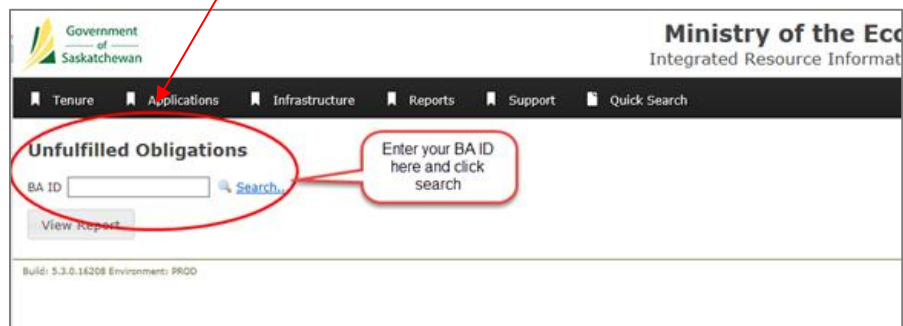 Government
of
Saskatchewan
Ministry of the Eco
Integrated Resource Informat
Tenure Applications Infrastructure Reports Support Quick Search
Unfulfilled Obligations
BA ID Search..
Enter your BA ID
here and click
search
View Report
Build: 5.3.0.16208 Environment: PROD